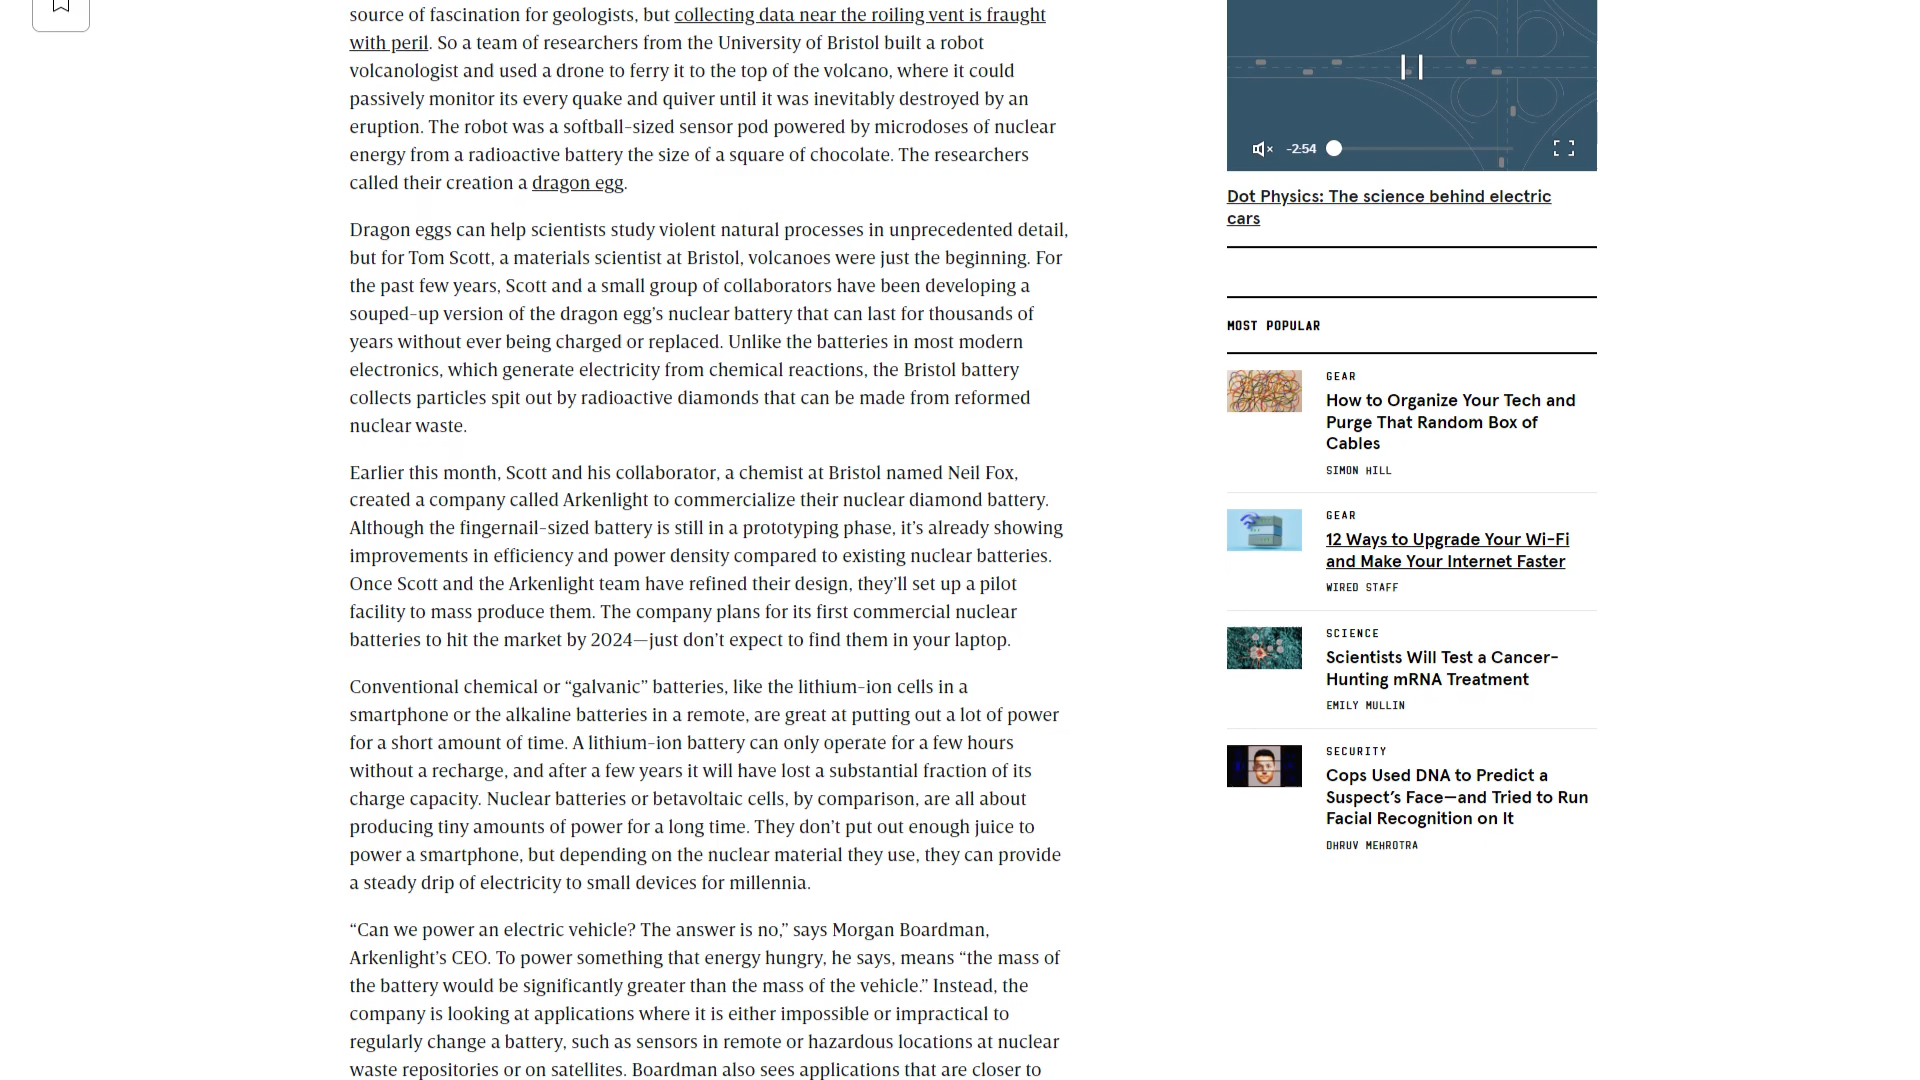 source of fascination for geologists, but collecting data near the roiling vent is fraught
with peril. So a team of researchers from the University of Bristol built a robot
volcanologist and used a drone to ferry it to the top of the volcano, where it could
passively monitor its every quake and quiver until it was inevitably destroyed by an
eruption. The robot was a softball-sized sensor pod powered by microdoses of nuclear
energy from a radioactive battery the size of a square of chocolate. The researchers
called their creation a dragon egg.
Dragon eggs can help scientists study violent natural processes in unprecedented detail,
but for Tom Scott, a materials scientist at Bristol, volcanoes were just the beginning. For
the past few years, Scott and a small group of collaborators have been developing a
souped-up version of the dragon egg’s nuclear battery that can last for thousands of
years without ever being charged or replaced. Unlike the batteries in most modern
electronics, which generate electricity from chemical reactions, the Bristol battery
collects particles spit out by radioactive diamonds that can be made from reformed
nuclear waste.
Earlier this month, Scott and his collaborator, a chemist at Bristol named Neil Fox,
created a company called Arkenlight to commercialize their nuclear diamond battery.
Although the fingernail-sized battery is still in a prototyping phase, it’s already showing
improvements in efficiency and power density compared to existing nuclear batteries.
Once Scott and the Arkenlight team have refined their design, they’ll set up a pilot
facility to mass produce them. The company plans for its first commercial nuclear
batteries to hit the market by 2024—just don’t expect to find them in your laptop.
Conventional chemical or “galvanic” batteries, like the lithium-ion cells in a
smartphone or the alkaline batteries in a remote, are great at putting out a lot of power
for a short amount of time. A lithium-ion battery can only operate for a few hours
without a recharge, and after a few years it will have lost a substantial fraction of its
charge capacity. Nuclear batteries or betavoltaic cells, by comparison, are all about
producing tiny amounts of power for a long time. They don’t put out enough juice to
power a smartphone, but depending on the nuclear material they use, they can provide
a steady drip of electricity to small devices for millennia.
“Can we power an electric vehicle? The answer is no,” says Morgan Boardman,
Arkenlight’s CEO. To power something that energy hungry, he says, means “the mass of
the battery would be significantly greater than the mass of the vehicle.” Instead, the
company is looking at applications where it is either impossible or impractical to
regularly change a battery, such as sensors in remote or hazardous locations at nuclear
waste repositories or on satellites. Boardman also sees applications that are closer to
-2:54
Dot Physics: The science behind electric
cars
MOST POPULAR
GEAR
How to Organize Your Tech and
Purge That Random Box of
Cables
SIMON HILL
GEAR
12 Ways to Upgrade Your Wi-Fi
and Make Your Internet Faster
WIRED STAFF
SCIENCE
Scientists Will Test a Cancer-
Hunting mRNA Treatment
EMILY MULLIN
SECURITY
Cops Used DNA to Predict a
Suspect’s Face—and Tried to Run
Facial Recognition on It
DHRUV MEHROTRA